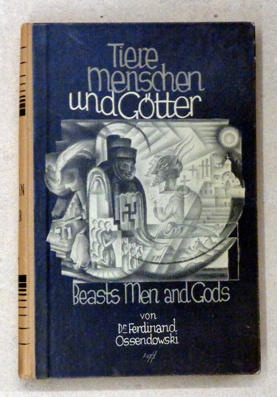 Tiere
menschen
und Götter
Beasts Men and Gods
von
Dr Ferdinand
Ossendowski